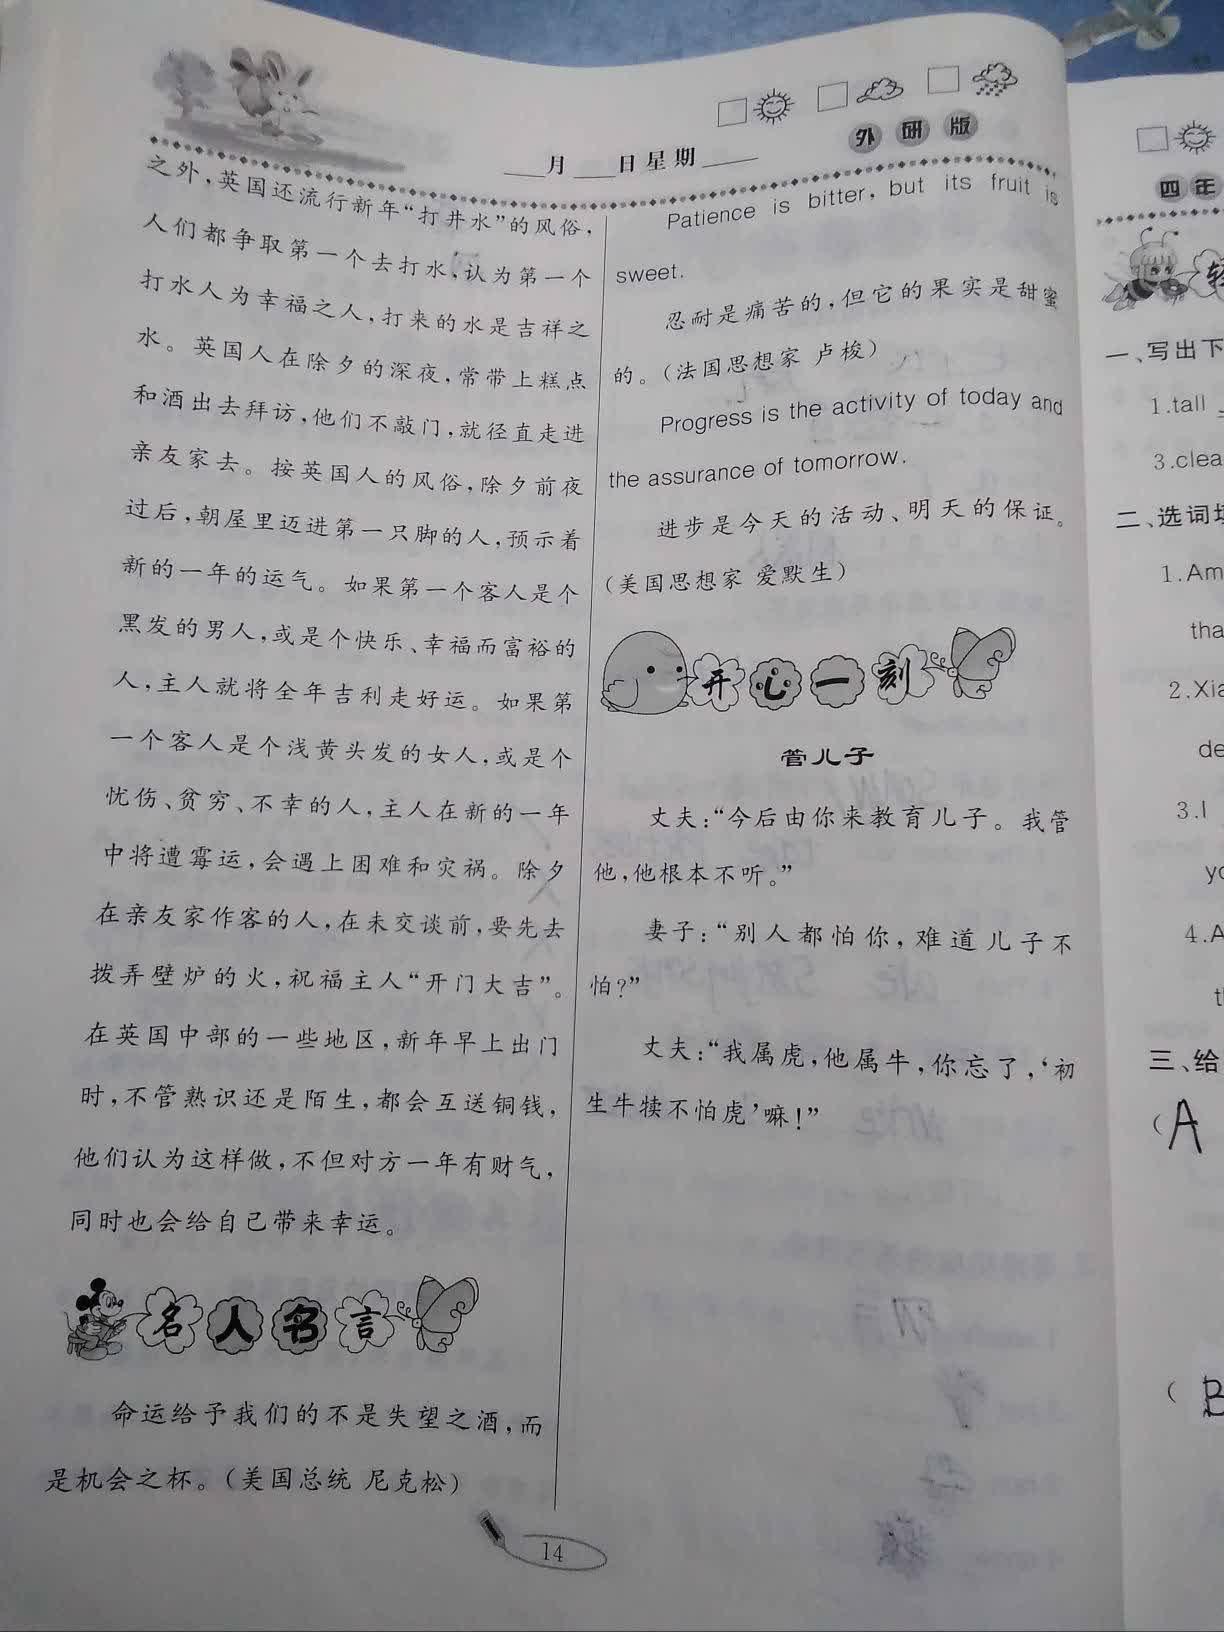 外研版
___月___日星期____
之外，英国还流行新年“打井水”的风俗，
人们都争取第一个去打水，认为第一个
打水人为幸福之人，打来的水是吉祥之
水。英国人在除夕的深夜，常带上糕点
和酒出去拜访，他们不敲门，就径直走进
亲友家去。按英国人的风俗，除夕前夜
过后，朝屋里迈进第一只脚的人，预示着
新的一年的运气。如果第一个客人是个
黑发的男人，或是个快乐、幸福而富裕的
人，主人就将全年吉利走好运。如果第
一个客人是个浅黄头发的女人，或是个
忧伤、贫穷、不幸的人，主人在新的一年
中将遭霉运，会遇上困难和灾祸。除夕
在亲友家作客的人，在未交谈前，要先去
拨弄壁炉的火，祝福主人“开门大吉”。
在英国中部的一些地区，新年早上出门
时，不管熟识还是陌生，都会互送铜钱，
他们认为这样做，不但对方一年有财气，
同时也会给自己带来幸运。
名人名言
命运给予我们的不是失望之酒，而
是机会之杯。（美国总统 尼克松）
Patience is bitter, but its fruit is
sweet.
忍耐是痛苦的，但它的果实是甜蜜
的。（法国思想家 卢梭）
Progress is the activity of today and
the assurance of tomorrow.
进步是今天的活动、明天的保证。
（美国思想家 爱默生）
开心一刻
管儿子
丈夫：“今后由你来教育儿子。我管
他，他根本不听。”
妻子：“别人都怕你，难道儿子不
怕？”
丈夫：“我属虎，他属牛，你忘了，‘初
生牛犊不怕虎’嘛！”
14
四年
一、写出下
1.tall
3.clea
二、选词填
1.Am
tha
2.Xia
de
3.I
yo
4.A
th
三、给
（A
（B